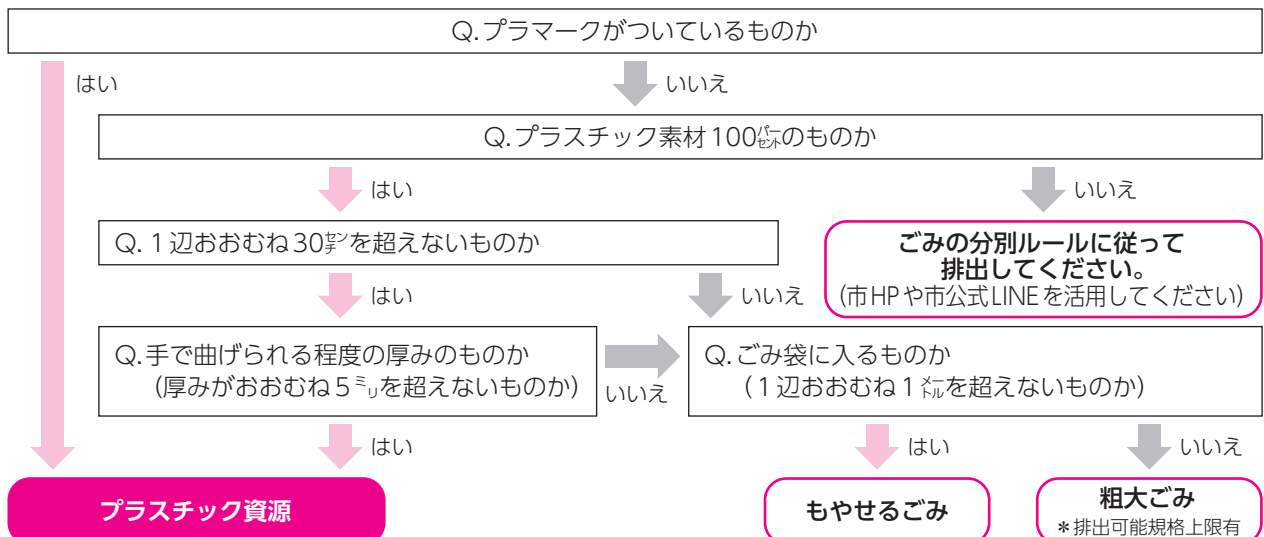 Q.プラマークがついているものか
はい
いいえ
Q.プラスチック素材100パーセントのものか
はい
いいえ
Q.1辺おおむね30センチを超えないものか
ごみの分別ルールに従って
排出してください。
(市HPや市公式LINEを活用してください)
はい
いいえ
Q.手で曲げられる程度の厚みのものか
(厚みがおおむね5ミリを超えないものか)
いいえ
Q.ごみ袋に入るものか
(1辺おおむね1メートルを超えないものか)
はい
はい
いいえ
プラスチック資源
もやせるごみ
粗大ごみ
*排出可能規格上限有